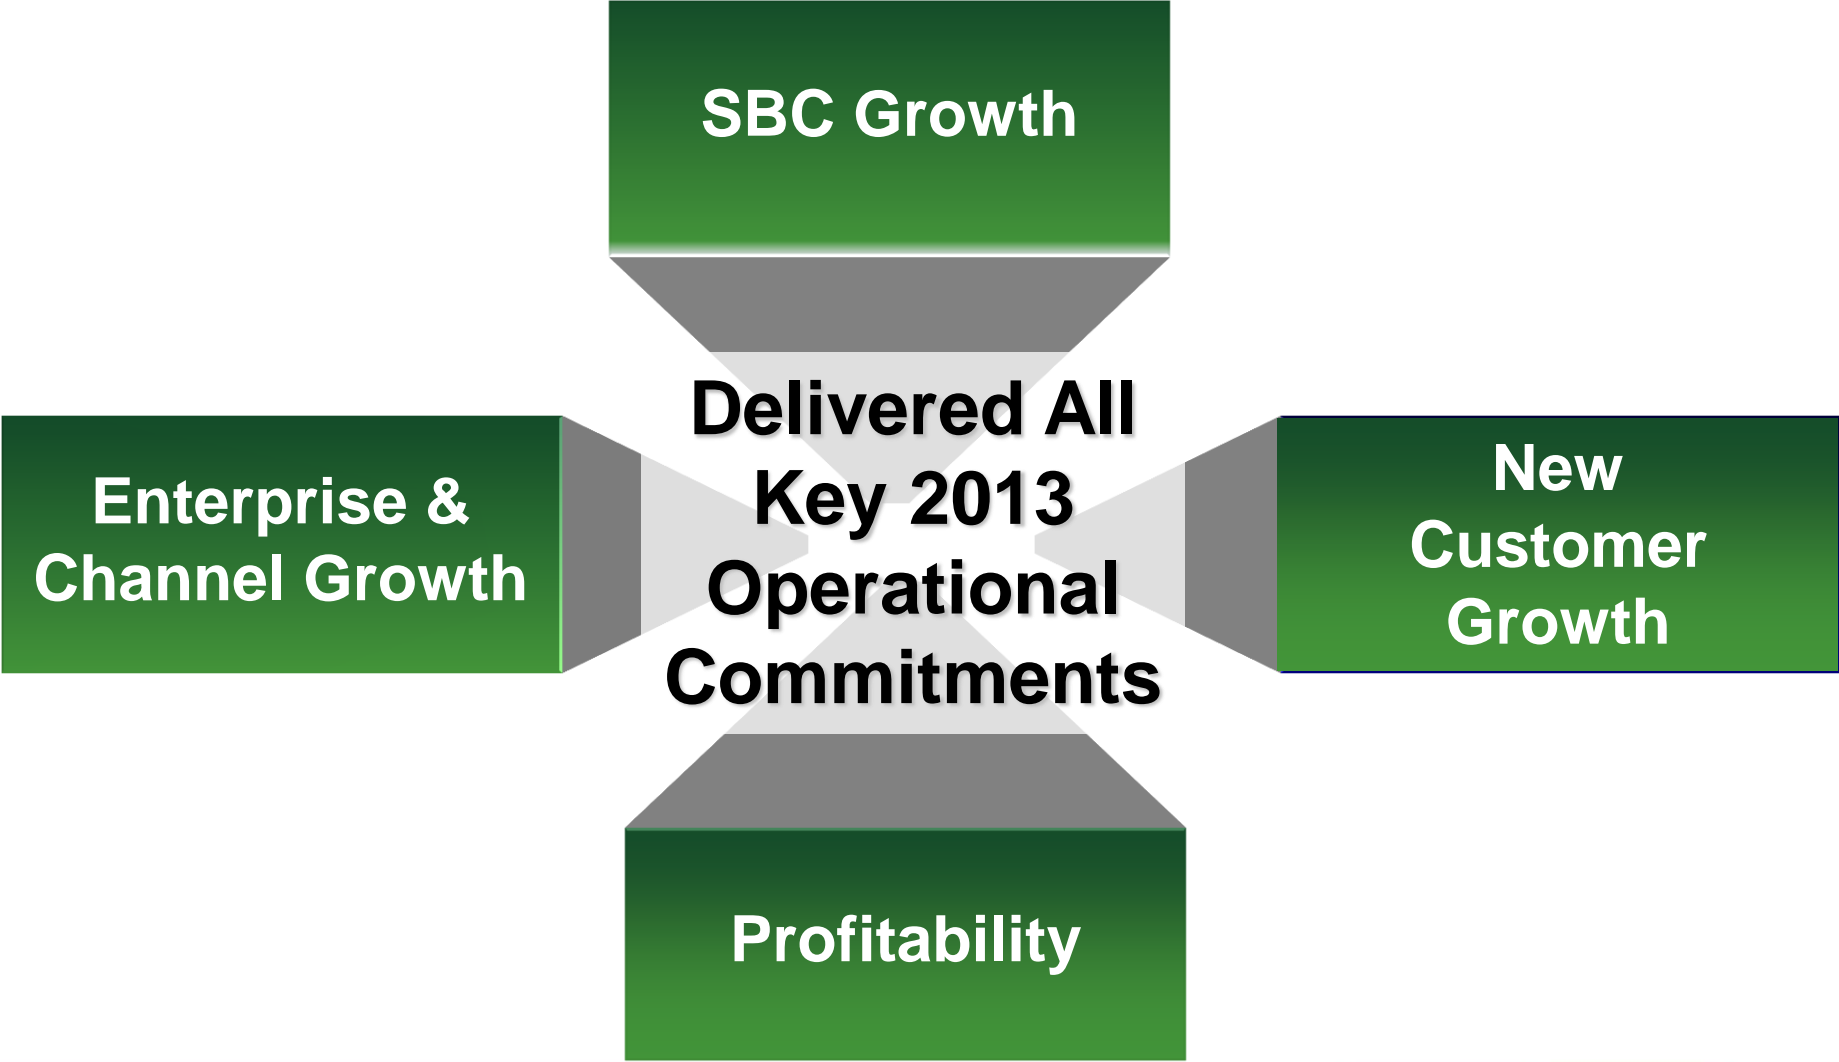 SBC Growth
Delivered All
Key 2013
Operational
Commitments
Enterprise &
Channel Growth
New
Customer
Growth
Profitability